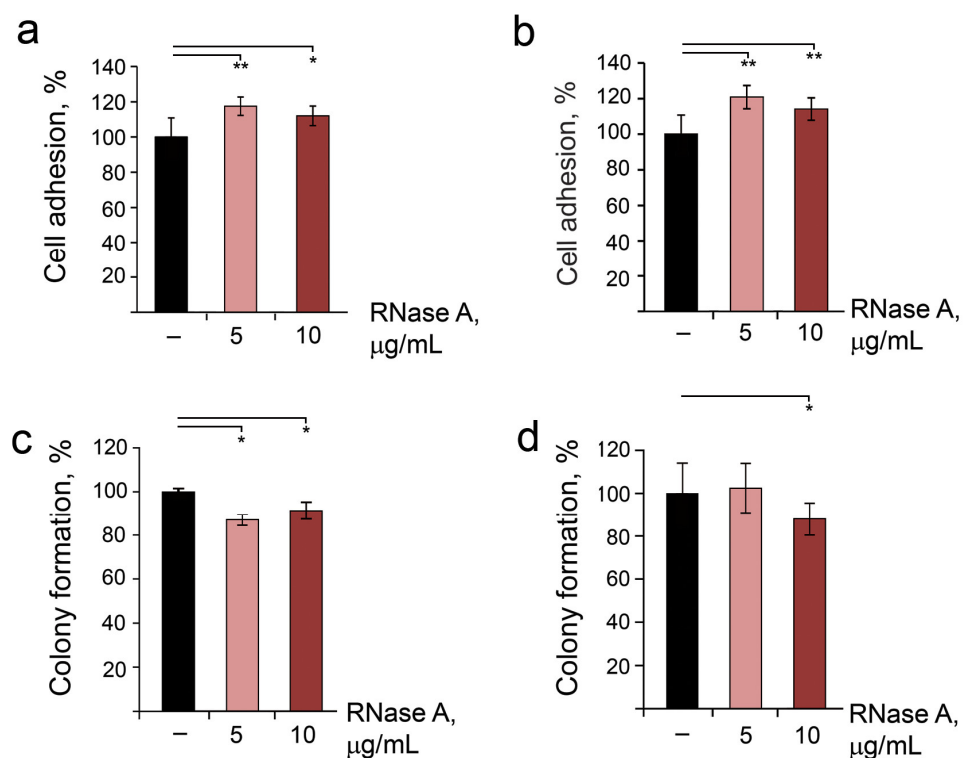 a
** *
Cell adhesion, %
140
120
100
80
60
40
20
– 5 10
RNase A,
μg/mL
b
** **
Cell adhesion, %
140
120
100
80
60
40
20
– 5 10
RNase A,
μg/mL
c
* *
Colony formation, %
120
100
80
60
40
20
– 5 10
RNase A,
μg/mL
d
*
Colony formation, %
120
100
80
60
40
20
– 5 10
RNase A,
μg/mL